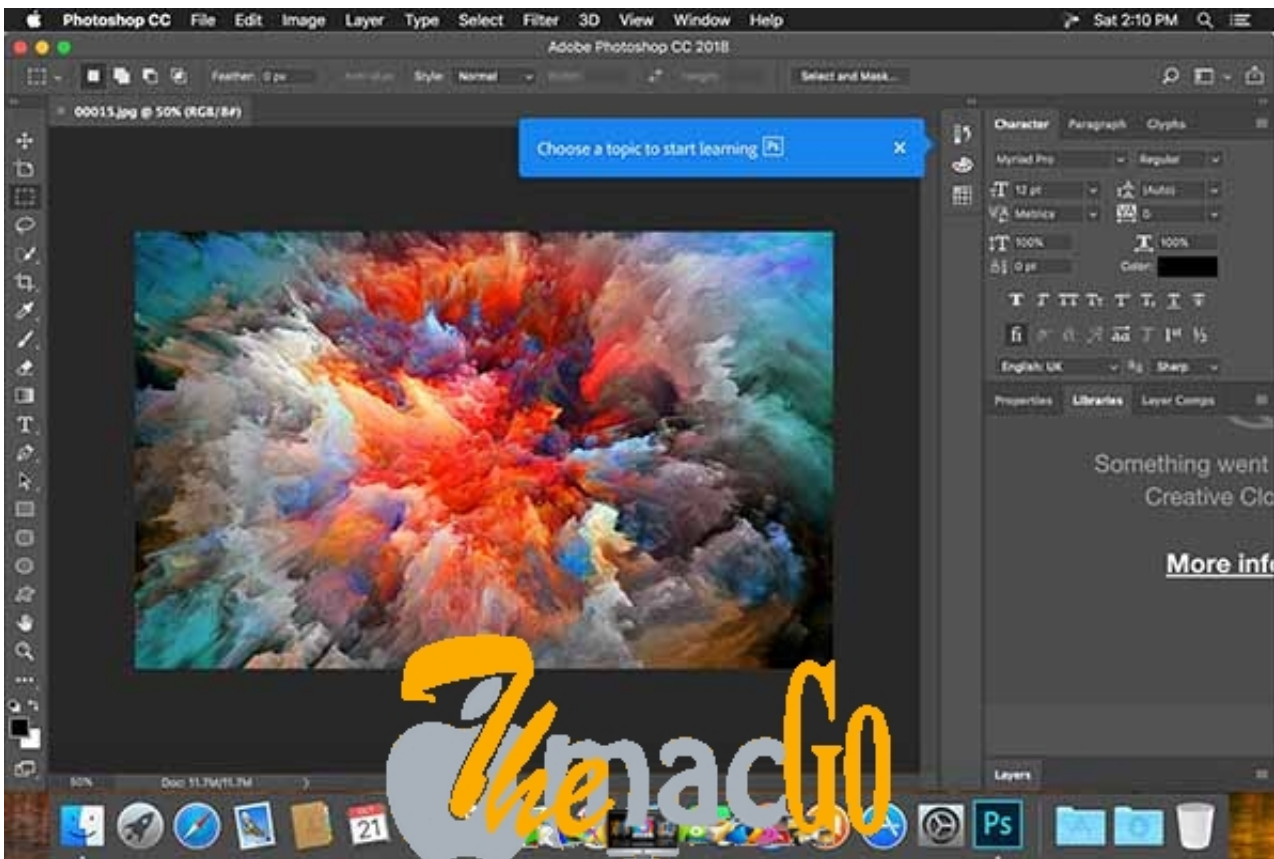 Photoshop CC File Edit Image Layer Type Select Filter 3D View Window Help Sat 2:10 PM
Adobe Photoshop CC 2018
Feather: 0 px Style: Normal Select and Mask...
00015.jpg @ 50% (RGB/8#)
Choose a topic to start learning Ps
Character Paragraph Glyphs
Myriad Pro Regular
12 pt (Auto)
Metrics 0
100% 100%
0 pt Color:
English: UK Sharp
Properties Libraries Layer Comps
Something went
Creative Clo
More info
50% Doc: 11.7M/11.7M
Layers
ThemacGO
OCT
21
Ps